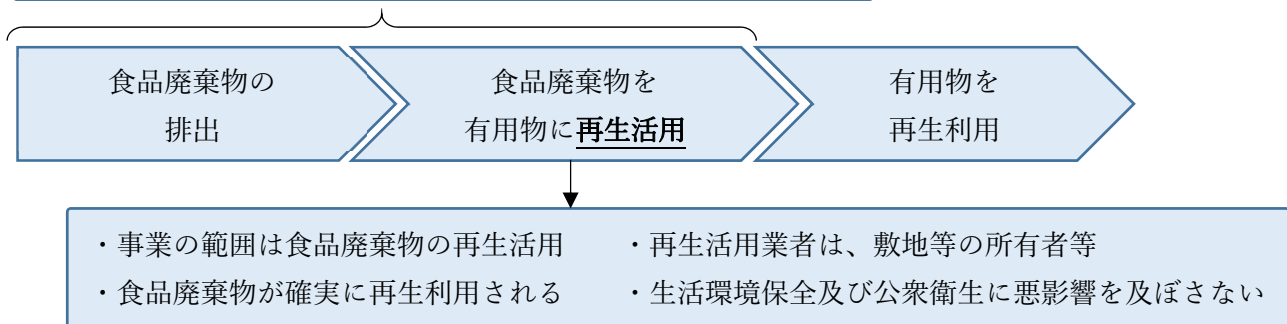 食品廃棄物の
排出
食品廃棄物を
有用物に再生活用
有用物を
再生利用
・事業の範囲は食品廃棄物の再生活用
・再生活用業者は、敷地等の所有者等
・食品廃棄物が確実に再生利用される
・生活環境保全及び公衆衛生に悪影響を及ぼさない